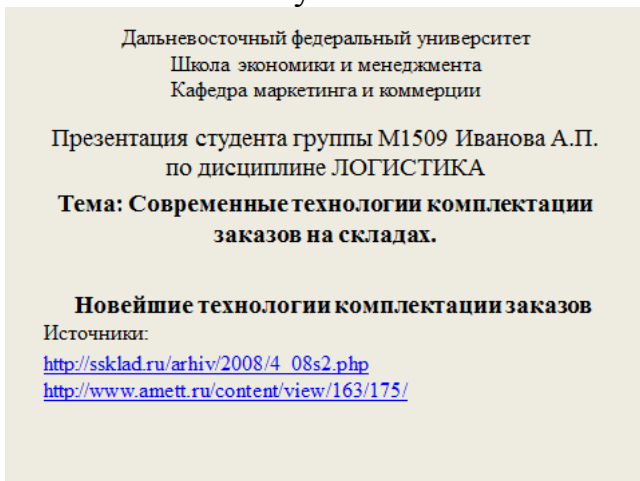 Дальневосточный федеральный университет
Школа экономики и менеджмента
Кафедра маркетинга и коммерции
Презентация студента группы М1509 Иванова А.П.
по дисциплине ЛОГИСТИКА
Тема: Современные технологии комплектации
заказов на складах.
Новейшие технологии комплектации заказов
Источники:
http://ssklad.ru/arhiv/2008/4_08s2.php
http://www.amett.ru/content/view/163/175/